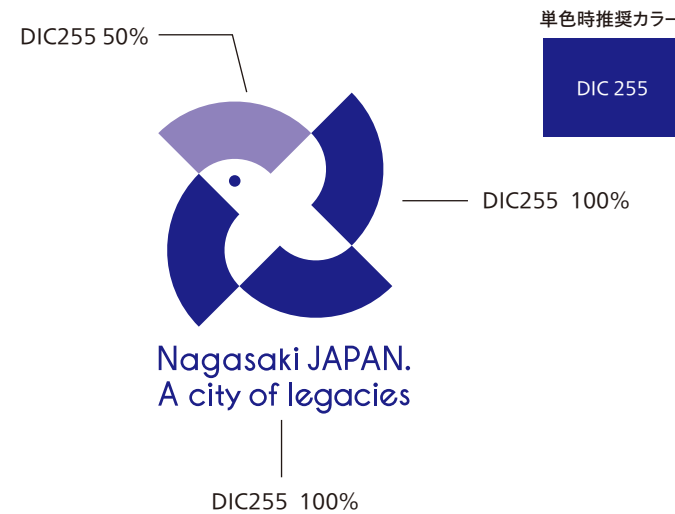 単色時推奨カラー
DIC255 50%
DIC 255
DIC255 100%
Nagasaki JAPAN.
A city of legacies
DIC255 100%